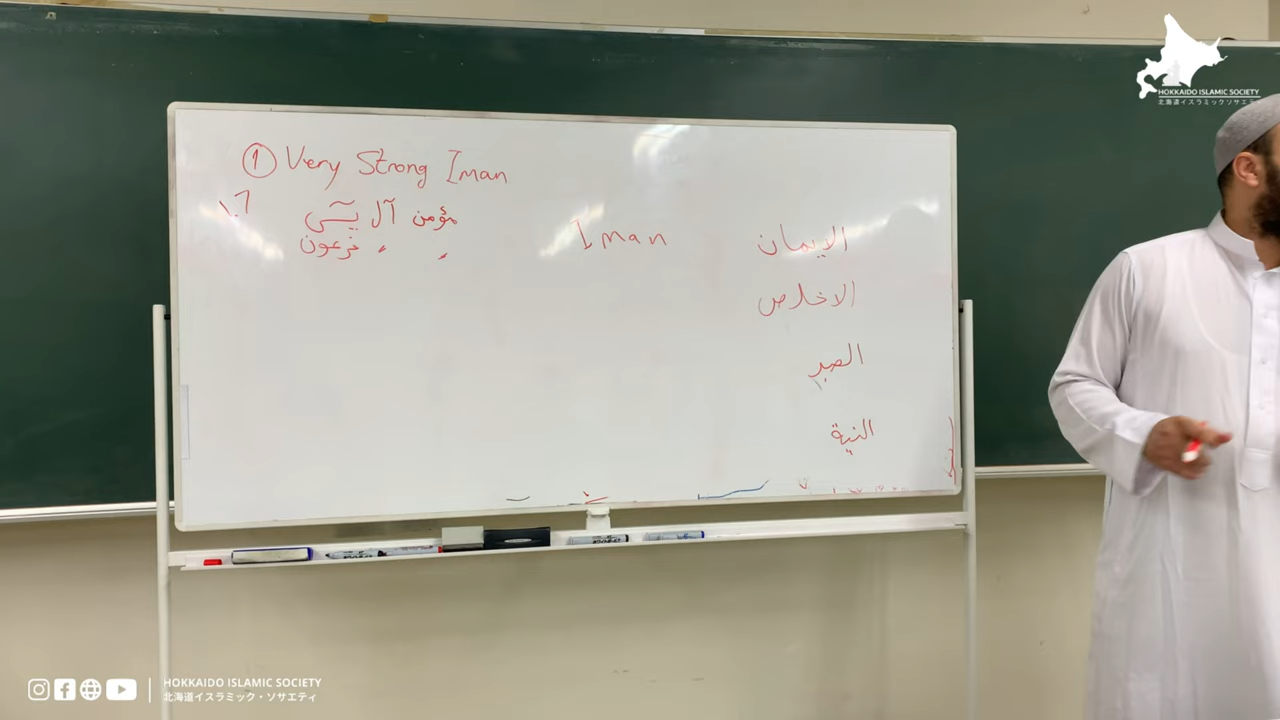 ① Very Strong Iman
مؤمن آل يسٓ
〃 〃 فرعون
Iman
الايمان
الاخلاص
الصبر
النية
HOKKAIDO ISLAMIC SOCIETY
北海道イスラミックソサエティ
HOKKAIDO ISLAMIC SOCIETY
北海道イスラミック・ソサエティ